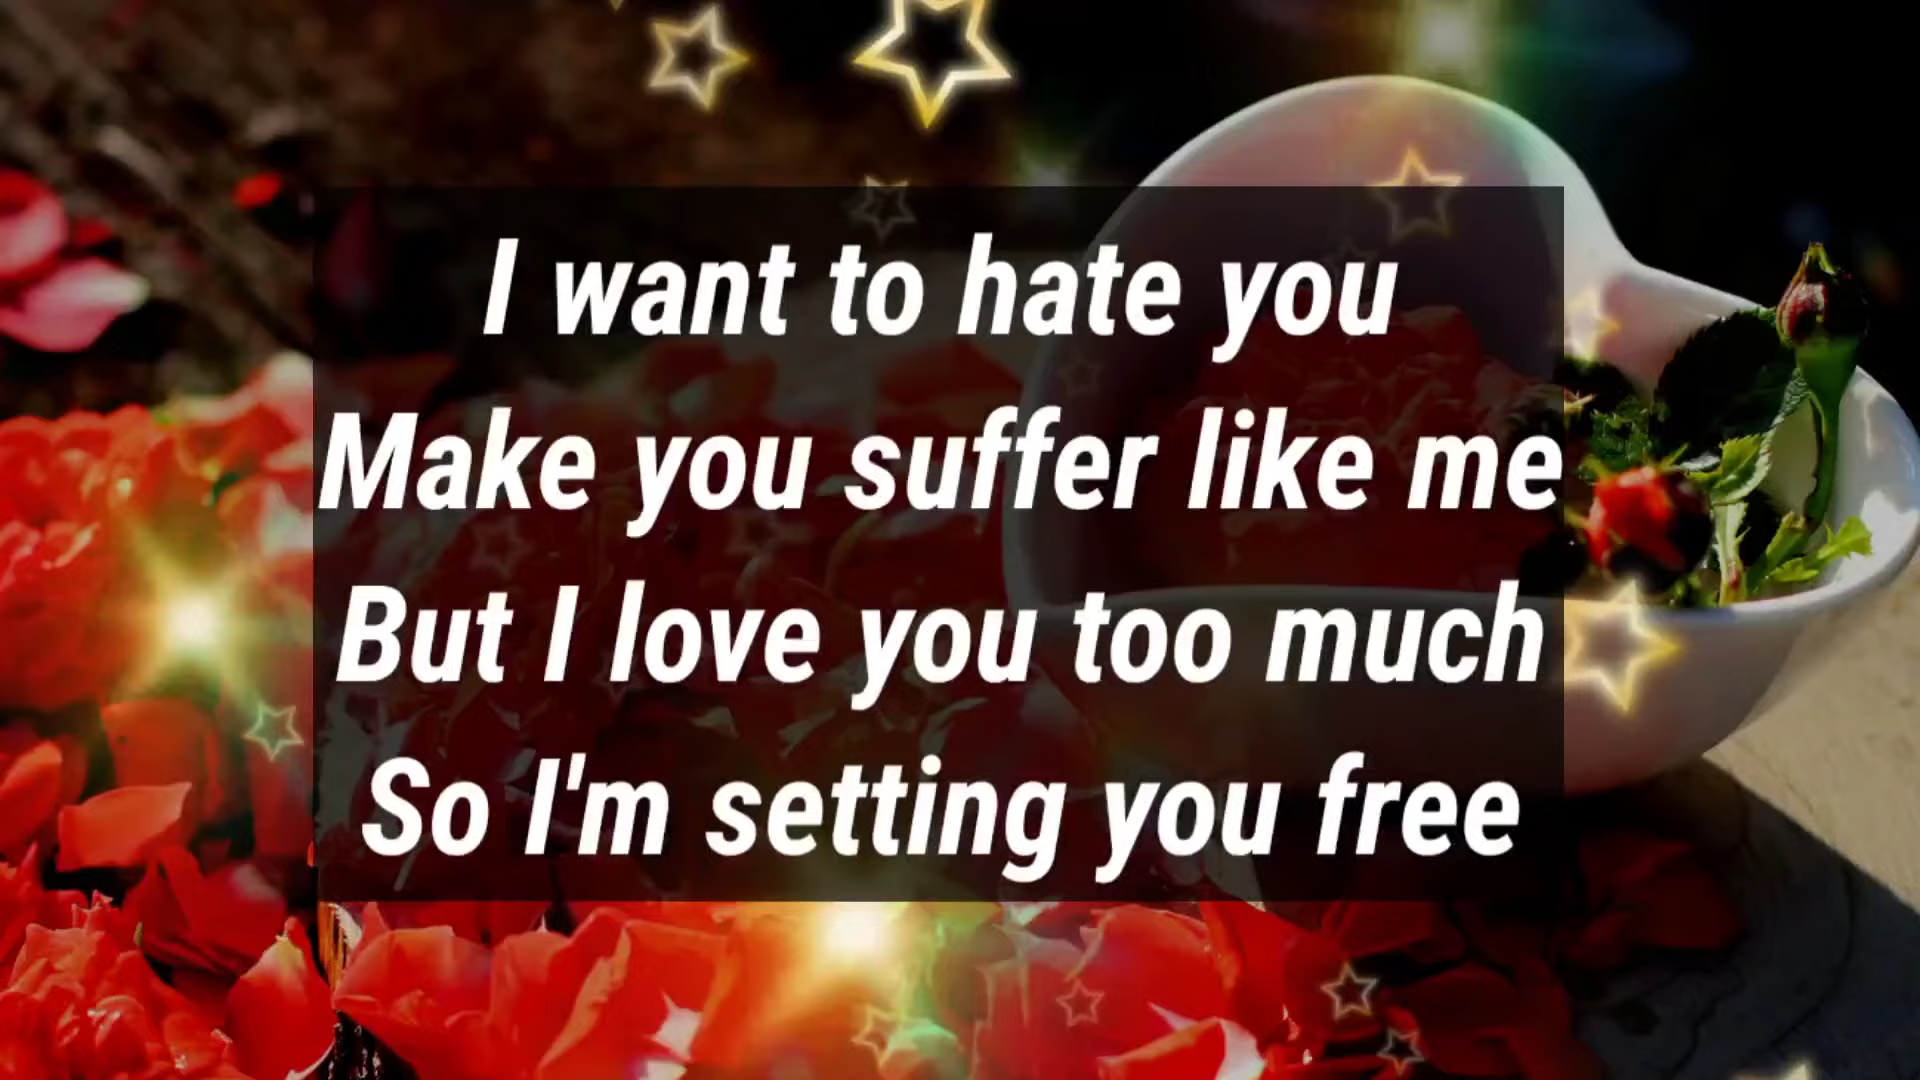 I want to hate you
Make you suffer like me
But I love you too much
So I'm setting you free